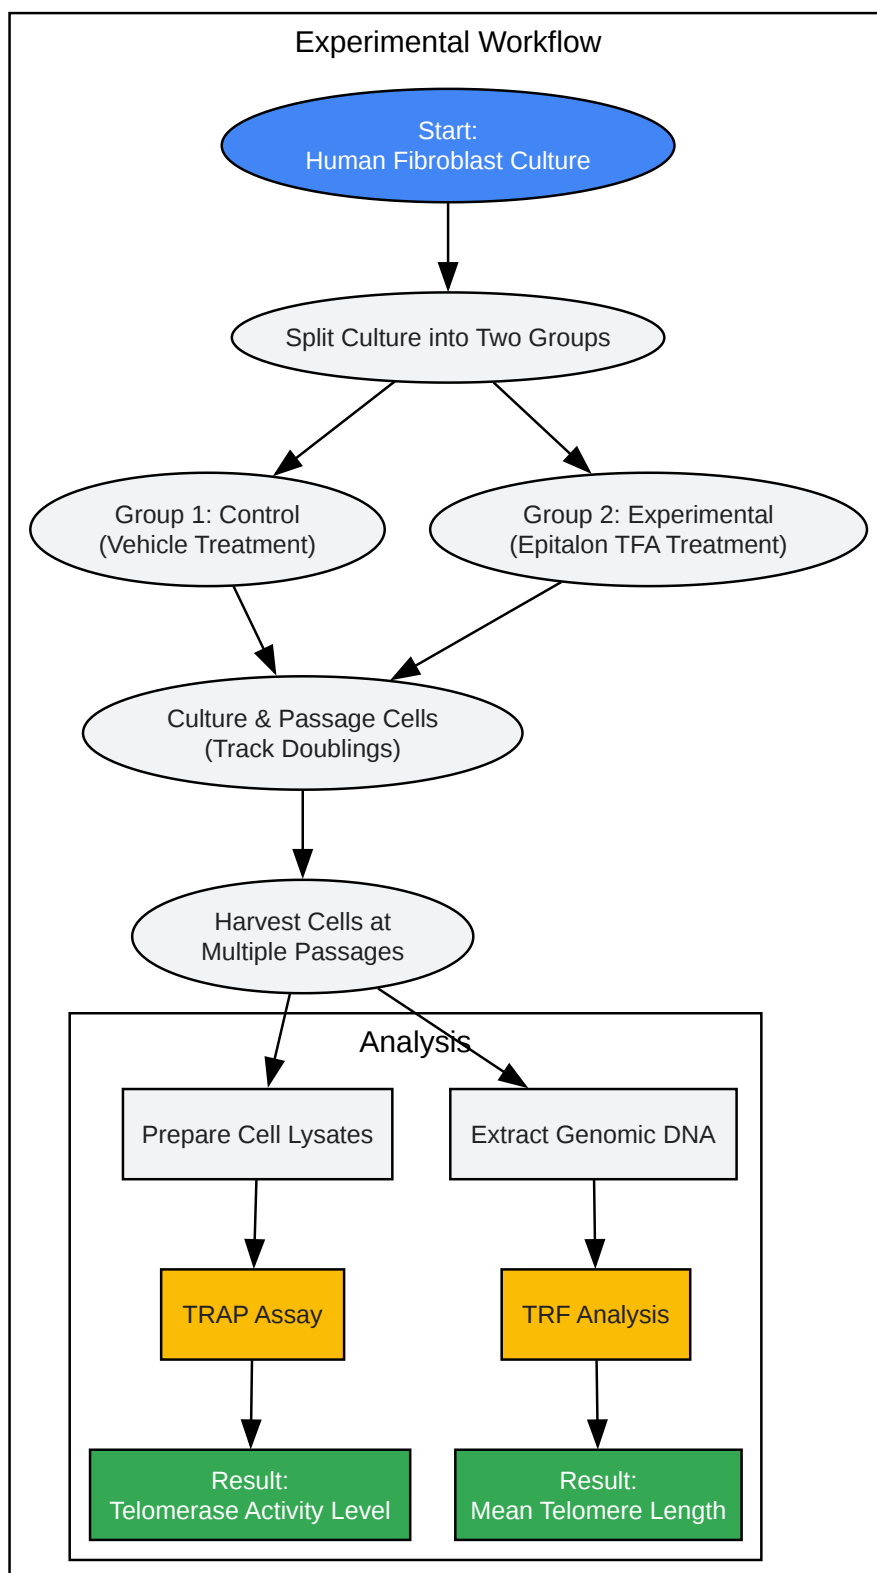 Experimental Workflow
Start:
Human Fibroblast Culture
Split Culture into Two Groups
Group 1: Control
(Vehicle Treatment)
Group 2: Experimental
(Epitalon TFA Treatment)
Culture & Passage Cells
(Track Doublings)
Harvest Cells at
Multiple Passages
Analysis
Prepare Cell Lysates
Extract Genomic DNA
TRAP Assay
TRF Analysis
Result:
Telomerase Activity Level
Result:
Mean Telomere Length